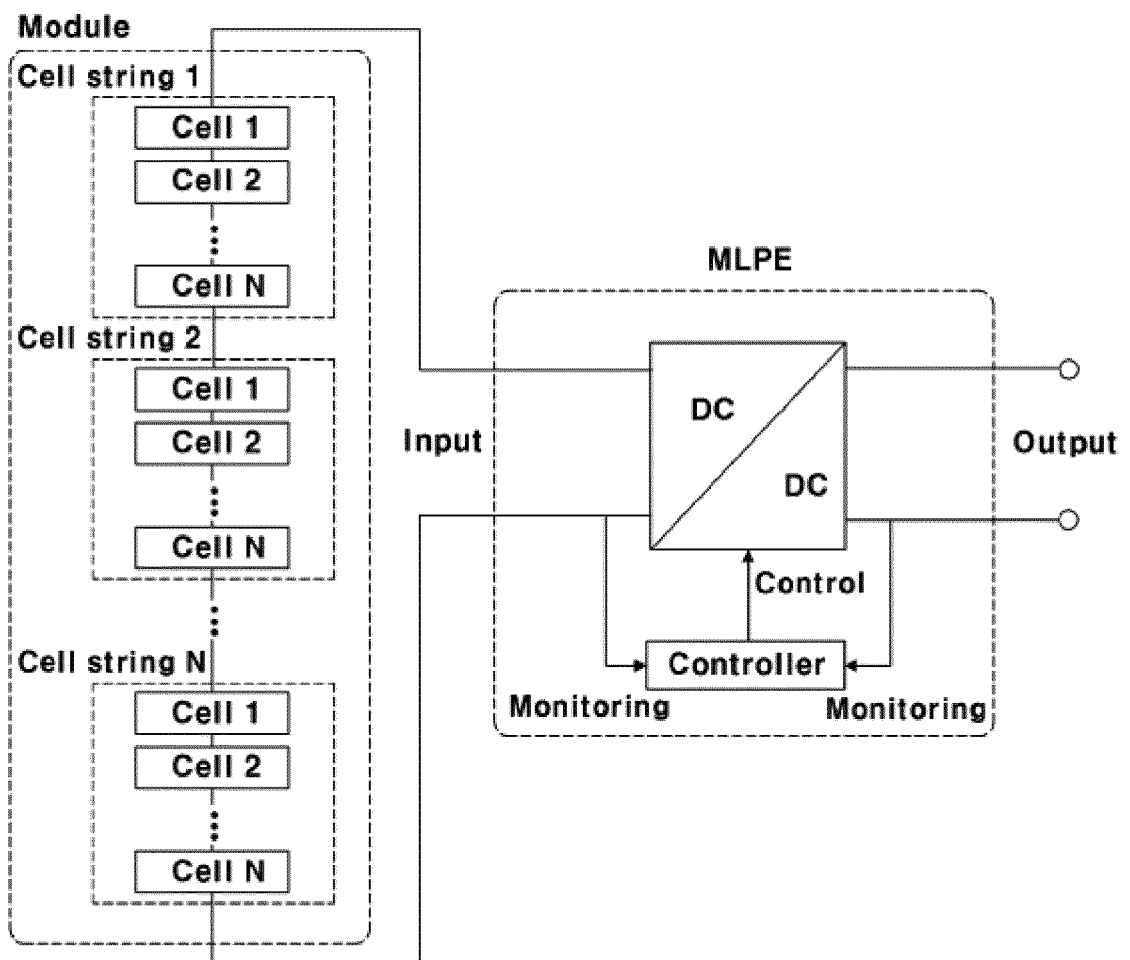 Module
Cell string 1
Cell 1
Cell 2
Cell N
Cell string 2
Cell 1
Cell 2
Cell N
Cell string N
Cell 1
Cell 2
Cell N
MLPE
Input
DC
DC
Output
Control
Controller
Monitoring
Monitoring